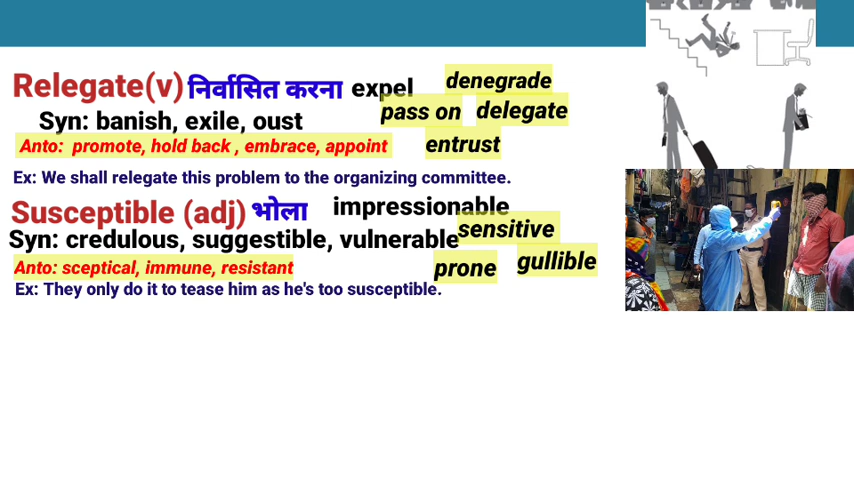 Relegate(v) निर्वासित करना expel denegrade
pass on delegate
Syn: banish, exile, oust
Anto: promote, hold back , embrace, appoint entrust
Ex: We shall relegate this problem to the organizing committee.
Susceptible (adj) भोला impressionable
Syn: credulous, suggestible, vulnerable sensitive
Anto: sceptical, immune, resistant prone gullible
Ex: They only do it to tease him as he's too susceptible.